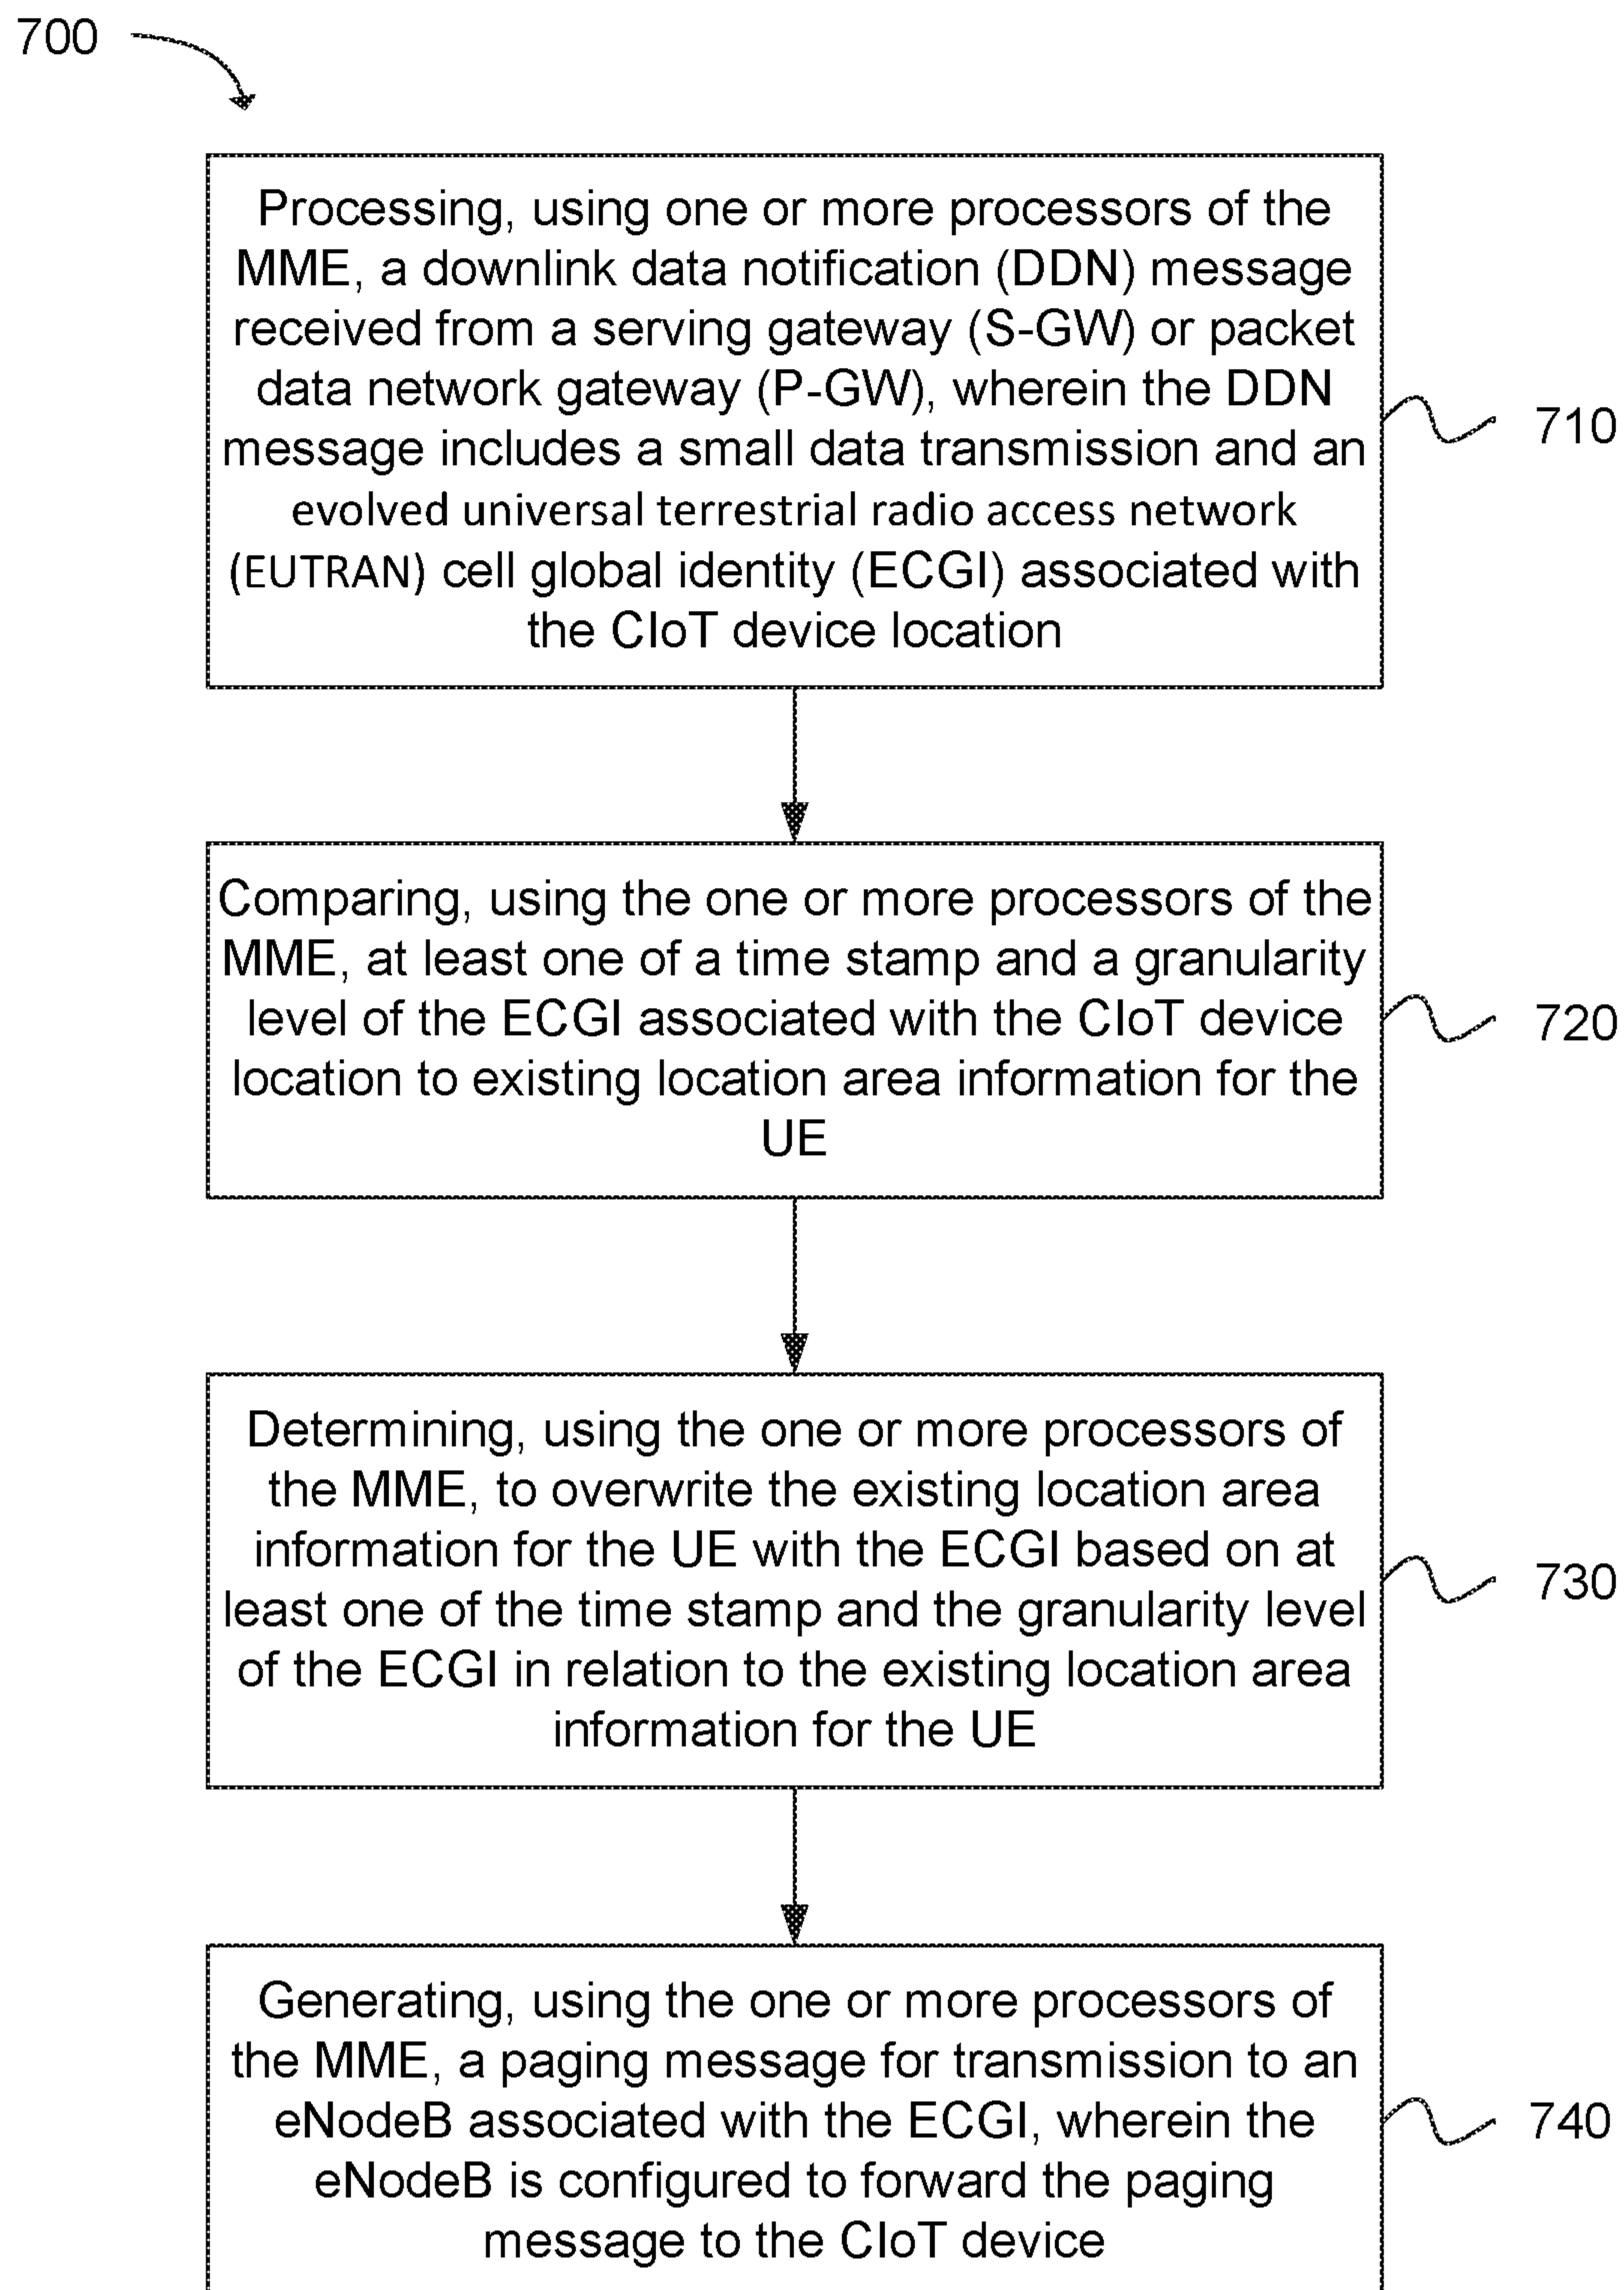 700
Processing, using one or more processors of the
MME, a downlink data notification (DDN) message
received from a serving gateway (S-GW) or packet
data network gateway (P-GW), wherein the DDN
message includes a small data transmission and an
evolved universal terrestrial radio access network
(EUTRAN) cell global identity (ECGI) associated with
the CIoT device location
710
Comparing, using the one or more processors of the
MME, at least one of a time stamp and a granularity
level of the ECGI associated with the CIoT device
location to existing location area information for the
UE
720
Determining, using the one or more processors of
the MME, to overwrite the existing location area
information for the UE with the ECGI based on at
least one of the time stamp and the granularity level
of the ECGI in relation to the existing location area
information for the UE
730
Generating, using the one or more processors of
the MME, a paging message for transmission to an
eNodeB associated with the ECGI, wherein the
eNodeB is configured to forward the paging
message to the CIoT device
740